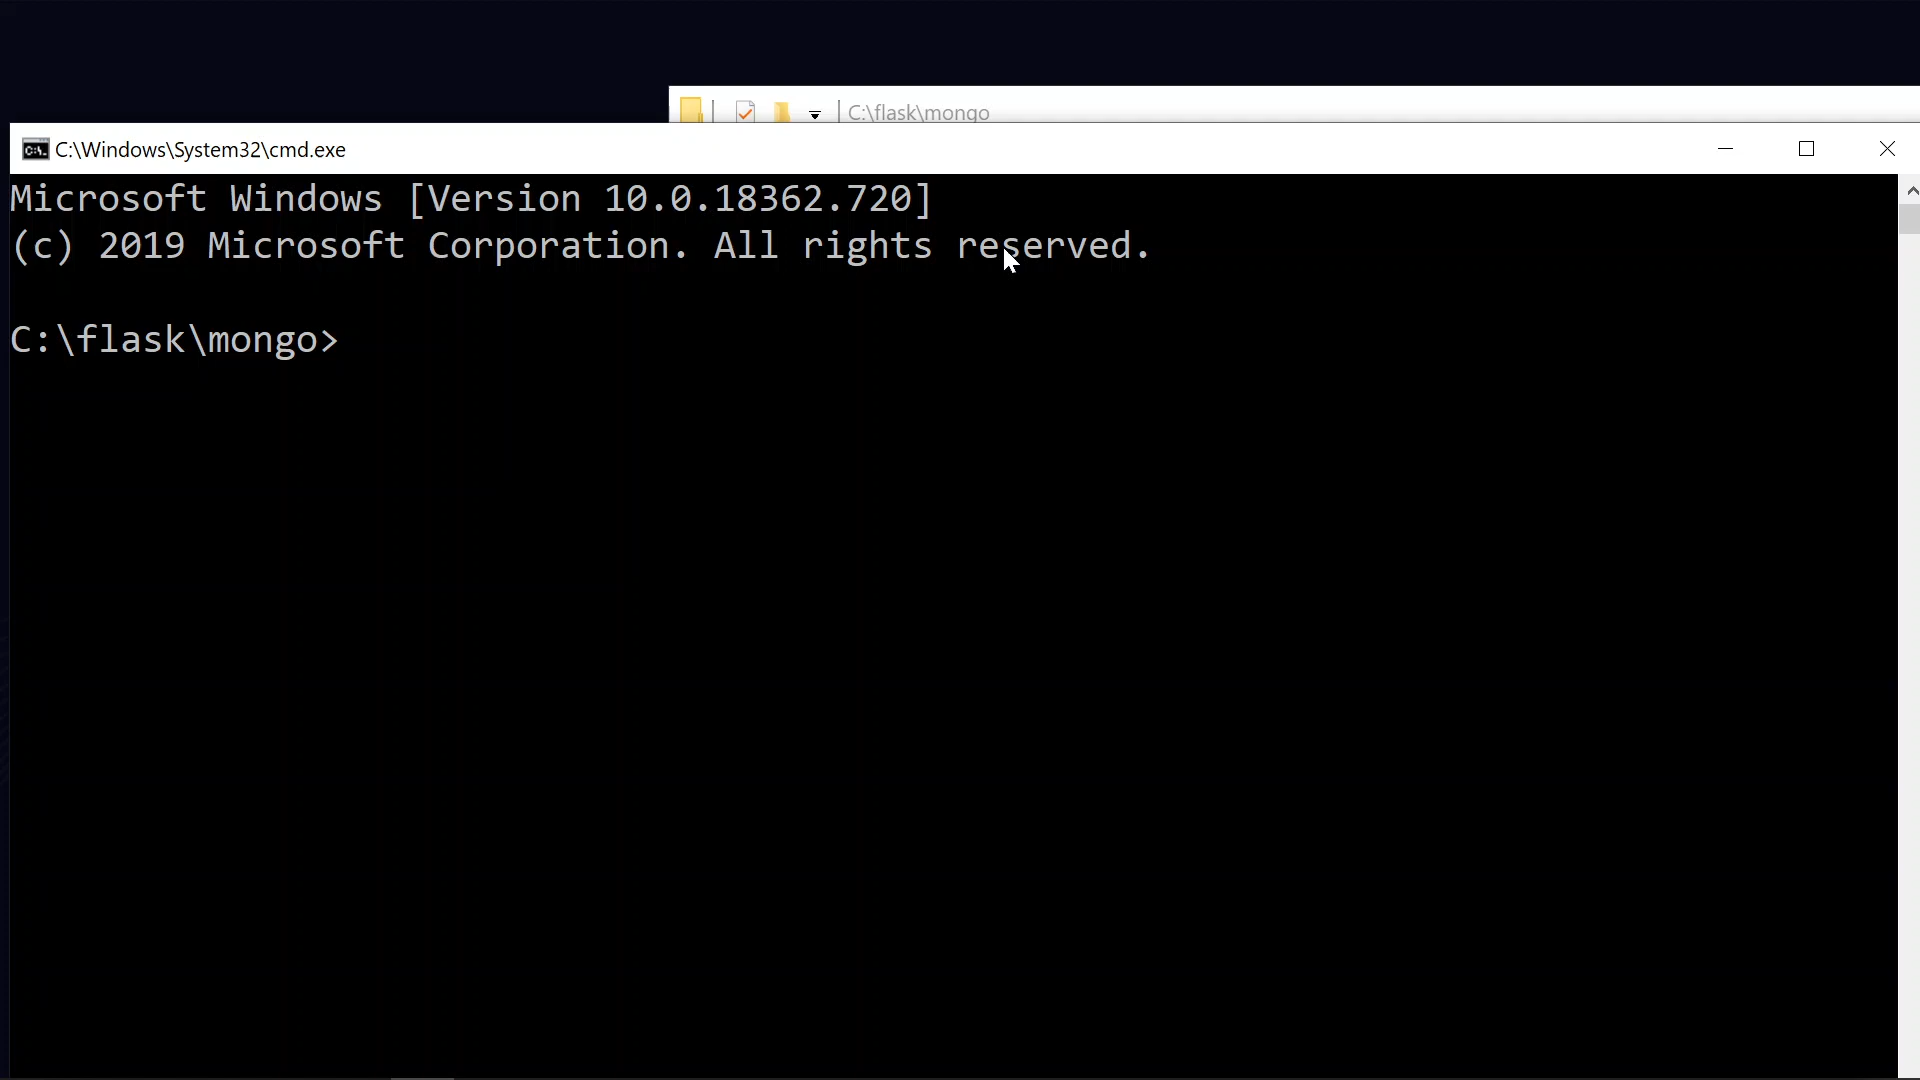 C:\flask\mongo
C:\Windows\System32\cmd.exe
Microsoft Windows [Version 10.0.18362.720]
(c) 2019 Microsoft Corporation. All rights reserved.
C:\flask\mongo>